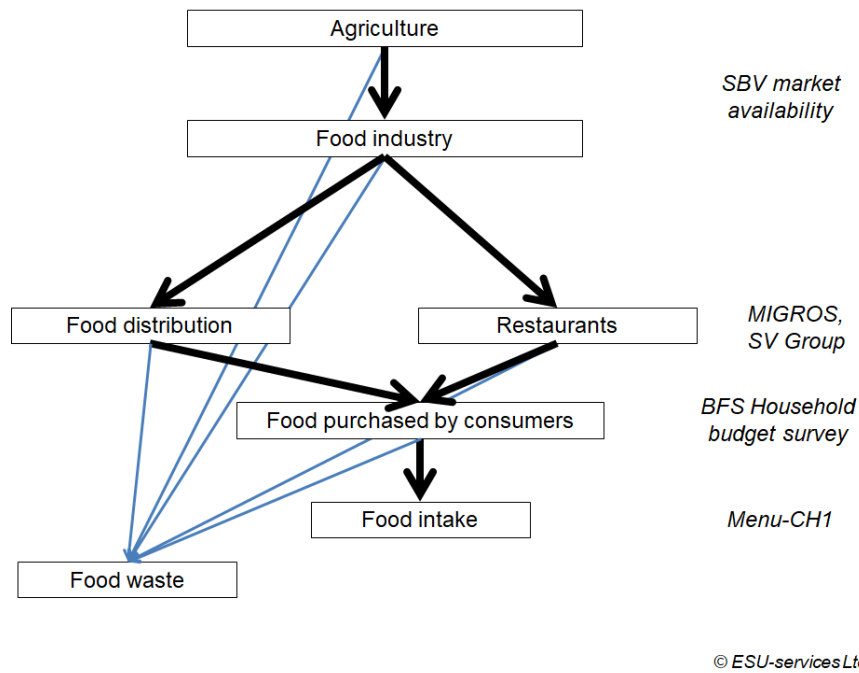 Agriculture
SBV market
availability
Food industry
Food distribution
Restaurants
MIGROS,
SV Group
Food purchased by consumers
BFS Household
budget survey
Food intake
Menu-CH1
Food waste
© ESU-services Ltd